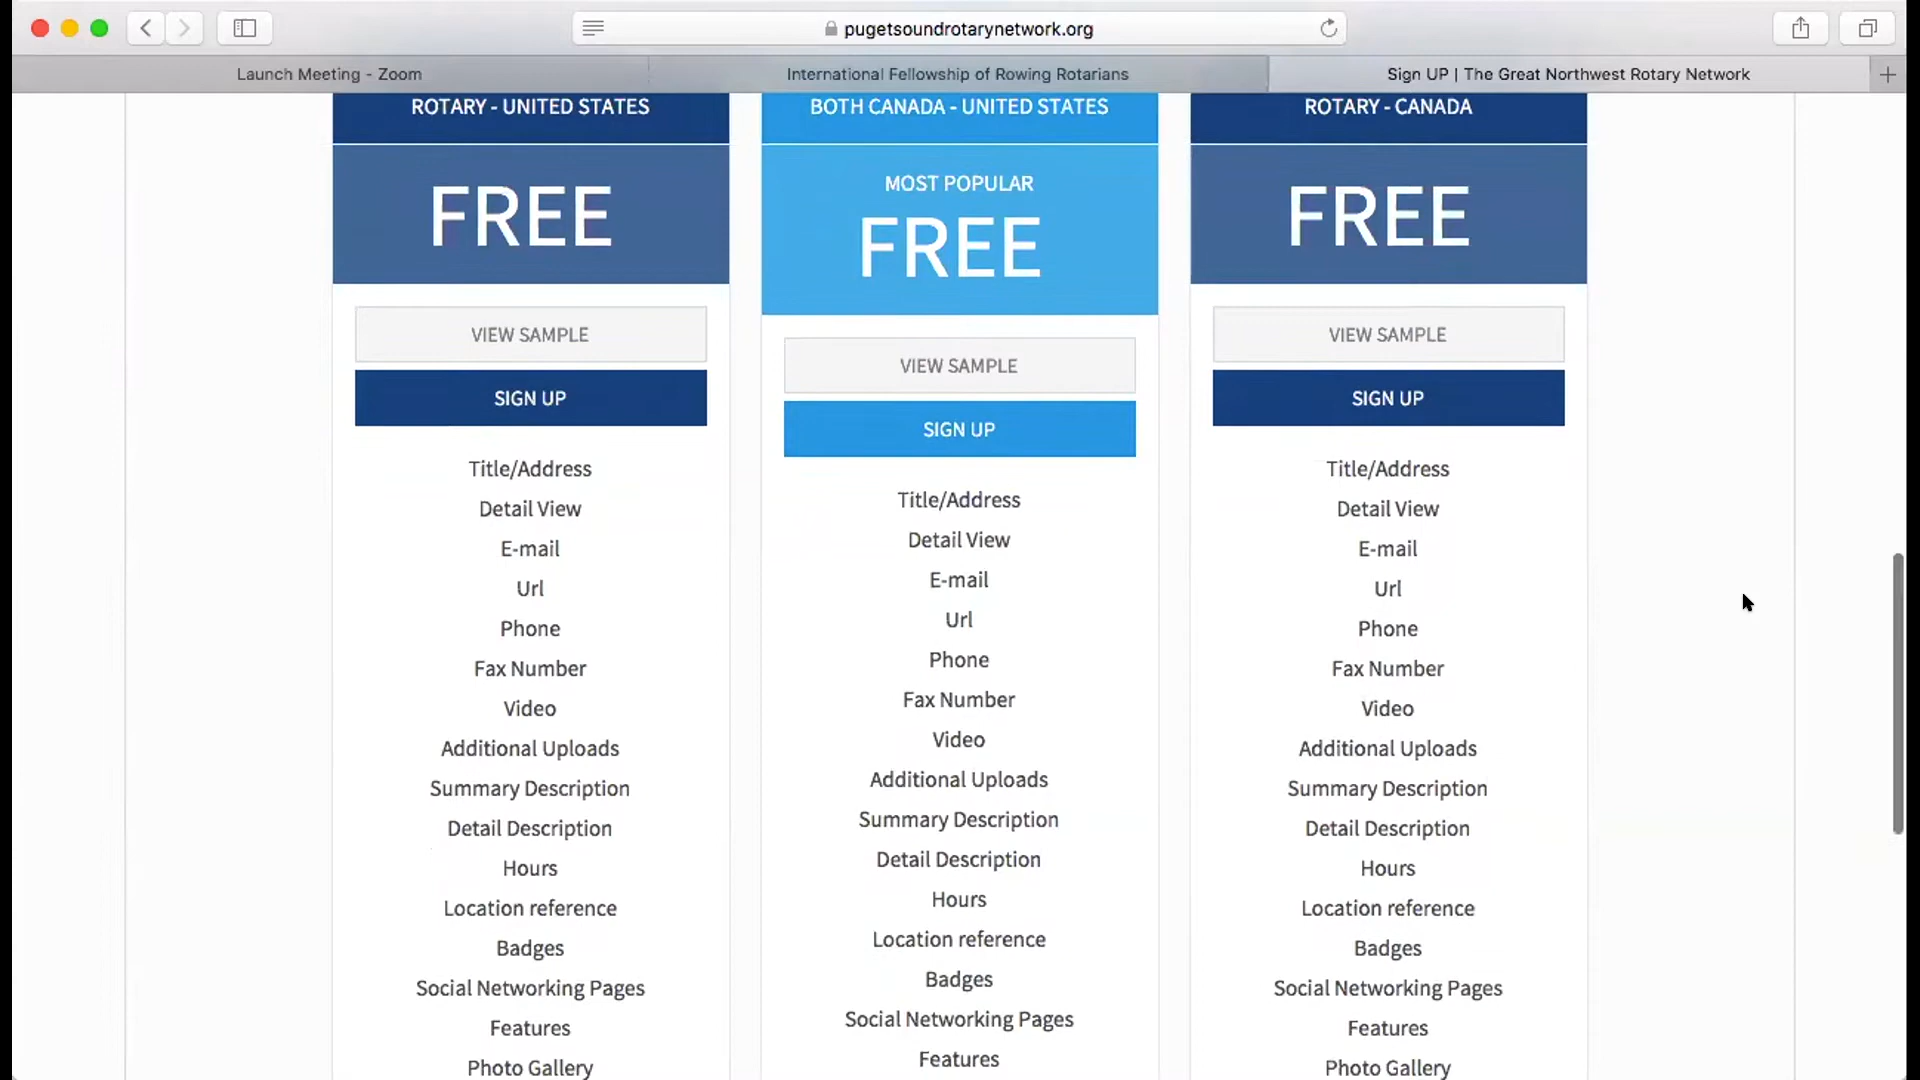 pugetsoundrotarynetwork.org
Launch Meeting - Zoom
International Fellowship of Rowing Rotarians
Sign UP | The Great Northwest Rotary Network
ROTARY - UNITED STATES
FREE
VIEW SAMPLE
SIGN UP
Title/Address
Detail View
E-mail
Url
Phone
Fax Number
Video
Additional Uploads
Summary Description
Detail Description
Hours
Location reference
Badges
Social Networking Pages
Features
Photo Gallery
BOTH CANADA - UNITED STATES
MOST POPULAR
FREE
VIEW SAMPLE
SIGN UP
Title/Address
Detail View
E-mail
Url
Phone
Fax Number
Video
Additional Uploads
Summary Description
Detail Description
Hours
Location reference
Badges
Social Networking Pages
Features
ROTARY - CANADA
FREE
VIEW SAMPLE
SIGN UP
Title/Address
Detail View
E-mail
Url
Phone
Fax Number
Video
Additional Uploads
Summary Description
Detail Description
Hours
Location reference
Badges
Social Networking Pages
Features
Photo Gallery